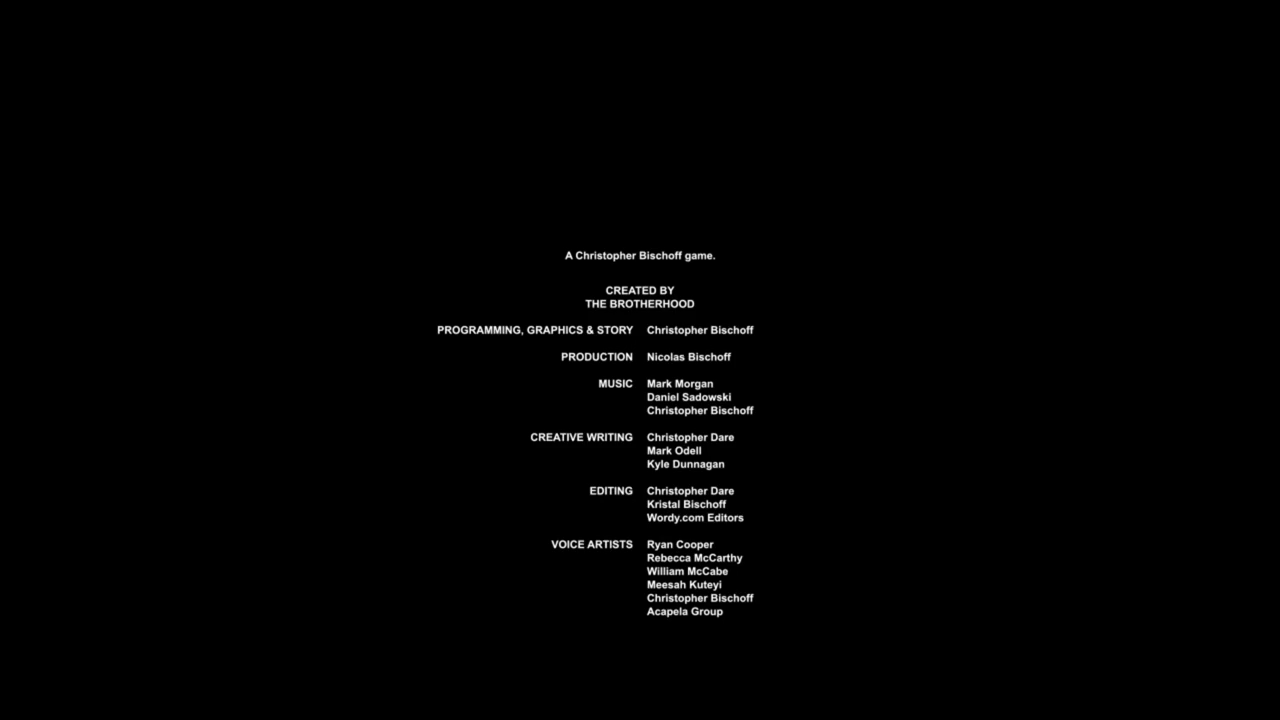 A Christopher Bischoff game.
CREATED BY
THE BROTHERHOOD
PROGRAMMING, GRAPHICS & STORY Christopher Bischoff
PRODUCTION Nicolas Bischoff
MUSIC Mark Morgan
Daniel Sadowski
Christopher Bischoff
CREATIVE WRITING Christopher Dare
Mark Odell
Kyle Dunnagan
EDITING Christopher Dare
Kristal Bischoff
Wordy.com Editors
VOICE ARTISTS Ryan Cooper
Rebecca McCarthy
William McCabe
Meesah Kuteyi
Christopher Bischoff
Acapela Group